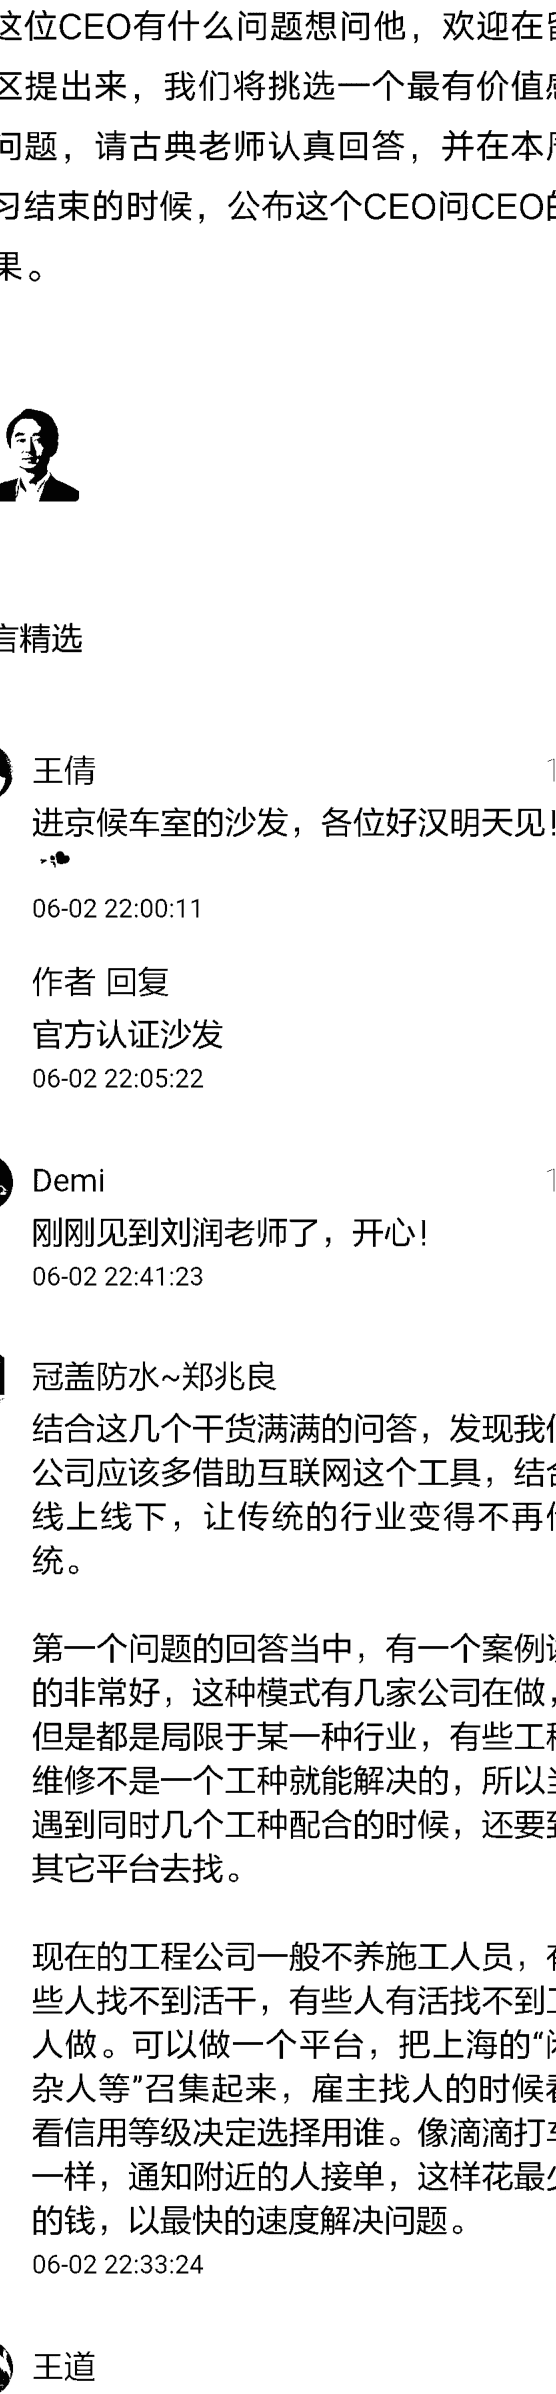 这位CEO有什么问题想问他，欢迎在
区提出来，我们将挑选一个最有价值
问题，请古典老师认真回答，并在本
习结束的时候，公布这个CEO问CEO
果。
言精选
王倩
进京候车室的沙发，各位好汉明天见！
06-02 22:00:11
作者 回复
官方认证沙发
06-02 22:05:22
Demi
刚刚见到刘润老师了，开心！
06-02 22:41:23
冠盖防水~郑兆良
结合这几个干货满满的问答，发现我
公司应该多借助互联网这个工具，结
线上线下，让传统的行业变得不再
统。
第一个问题的回答当中，有一个案例
的非常好，这种模式有几家公司在做，
但是都是局限于某一种行业，有些工
维修不是一个工种就能解决的，所以
遇到同时几个工种配合的时候，还要
其它平台去找。
现在的工程公司一般不养施工人员，
些人找不到活干，有些人有活找不到
人做。可以做一个平台，把上海的“
杂人等”召集起来，雇主找人的时候
看信用等级决定选择用谁。像滴滴打
一样，通知附近的人接单，这样花最
的钱，以最快的速度解决问题。
06-02 22:33:24
王道